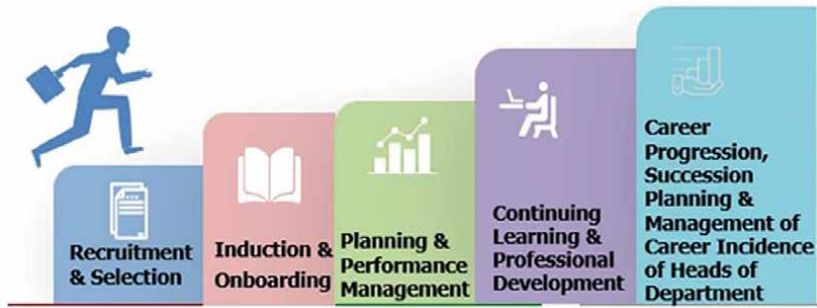 Recruitment
& Selection
Induction &
Onboarding
Planning &
Performance
Management
Continuing
Learning &
Professional
Development
Career
Progression,
Succession
Planning &
Management of
Career Incidence
of Heads of
Department